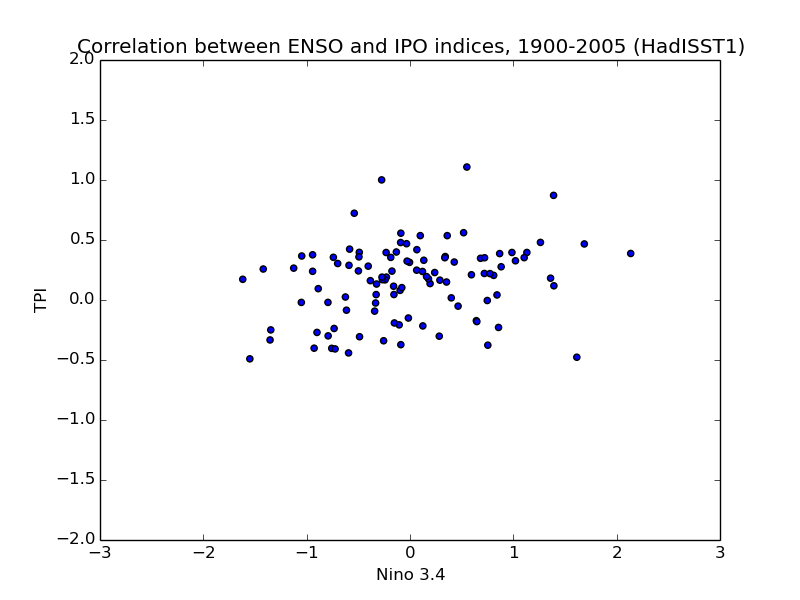 Correlation between ENSO and IPO indices, 1900-2005 (HadISST1)
2.0
1.5
1.0
0.5
0.0
−0.5
−1.0
−1.5
−2.0
TPI
−3 −2 −1 0 1 2 3
Nino 3.4